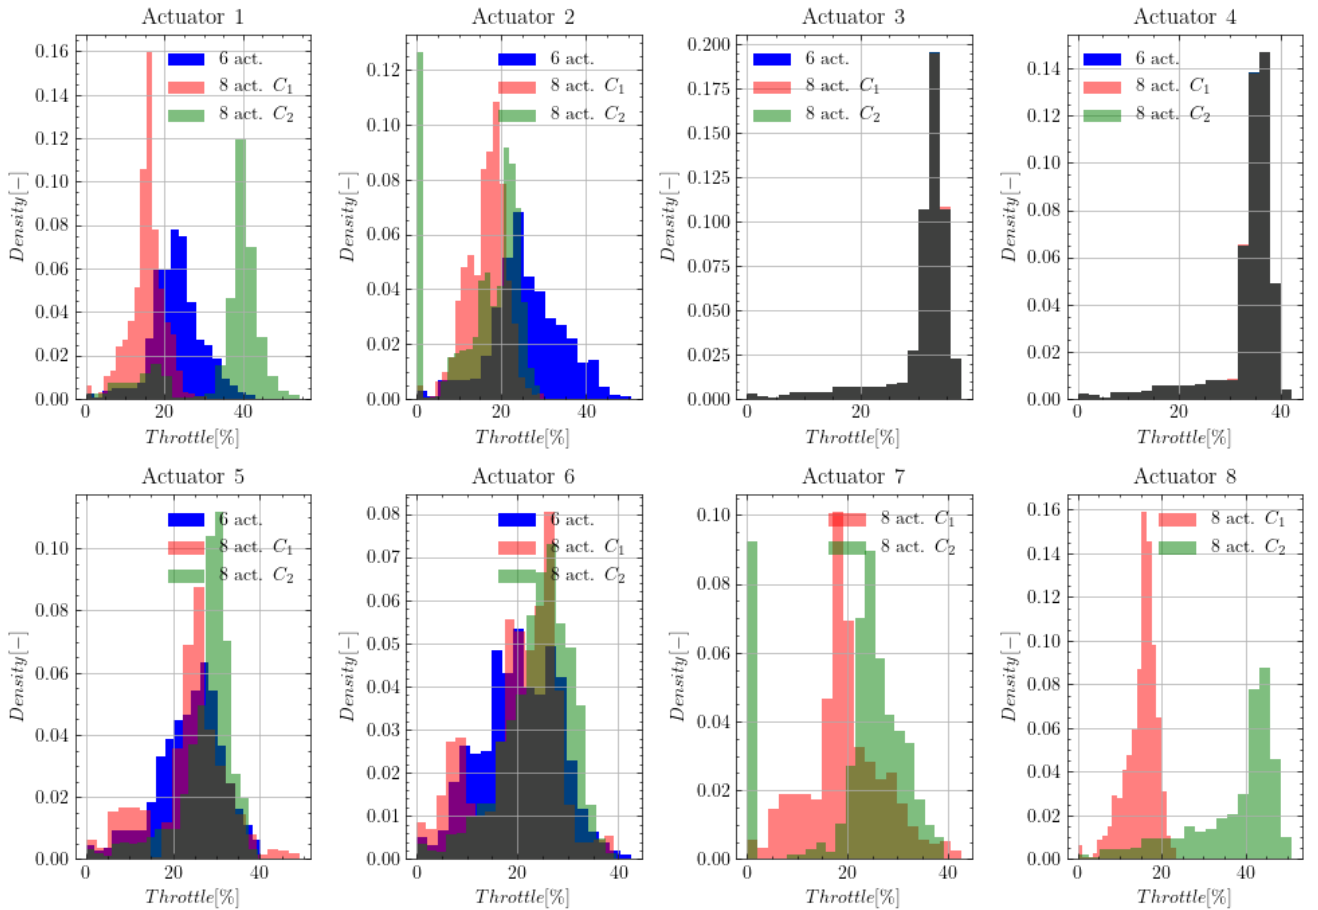 Actuator 1
Density[−]
0.16
0.14
0.12
0.10
0.08
0.06
0.04
0.02
0.00
6 act.
8 act. C1
8 act. C2
0
20
40
Throttle[%]
Actuator 2
Density[−]
0.12
0.10
0.08
0.06
0.04
0.02
0.00
6 act.
8 act. C1
8 act. C2
0
20
40
Throttle[%]
Actuator 3
Density[−]
0.200
0.175
0.150
0.125
0.100
0.075
0.050
0.025
0.000
6 act.
8 act. C1
8 act. C2
0
20
Throttle[%]
Actuator 4
Density[−]
0.14
0.12
0.10
0.08
0.06
0.04
0.02
0.00
6 act.
8 act. C1
8 act. C2
0
20
40
Throttle[%]
Actuator 5
Density[−]
0.10
0.08
0.06
0.04
0.02
0.00
6 act.
8 act. C1
8 act. C2
0
20
40
Throttle[%]
Actuator 6
Density[−]
0.08
0.07
0.06
0.05
0.04
0.03
0.02
0.01
0.00
6 act.
8 act. C1
8 act. C2
0
20
40
Throttle[%]
Actuator 7
Density[−]
0.10
0.08
0.06
0.04
0.02
0.00
8 act. C1
8 act. C2
0
20
40
Throttle[%]
Actuator 8
Density[−]
0.16
0.14
0.12
0.10
0.08
0.06
0.04
0.02
0.00
8 act. C1
8 act. C2
0
20
40
Throttle[%]